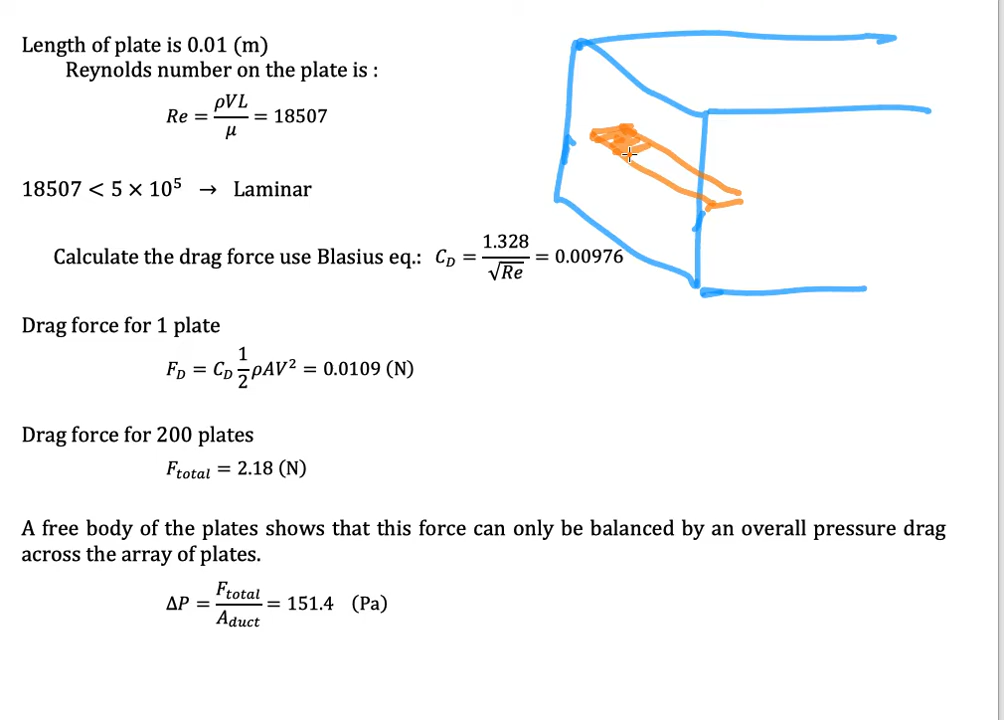 Length of plate is 0.01 (m)
Reynolds number on the plate is :
Re = ρVL / μ = 18507
18507 < 5 × 10⁵ → Laminar
Calculate the drag force use Blasius eq.: C_D = 1.328 / √Re = 0.00976
Drag force for 1 plate
F_D = C_D 1/2 ρAV² = 0.0109 (N)
Drag force for 200 plates
F_total = 2.18 (N)
A free body of the plates shows that this force can only be balanced by an overall pressure drag
across the array of plates.
ΔP = F_total / A_duct = 151.4 (Pa)